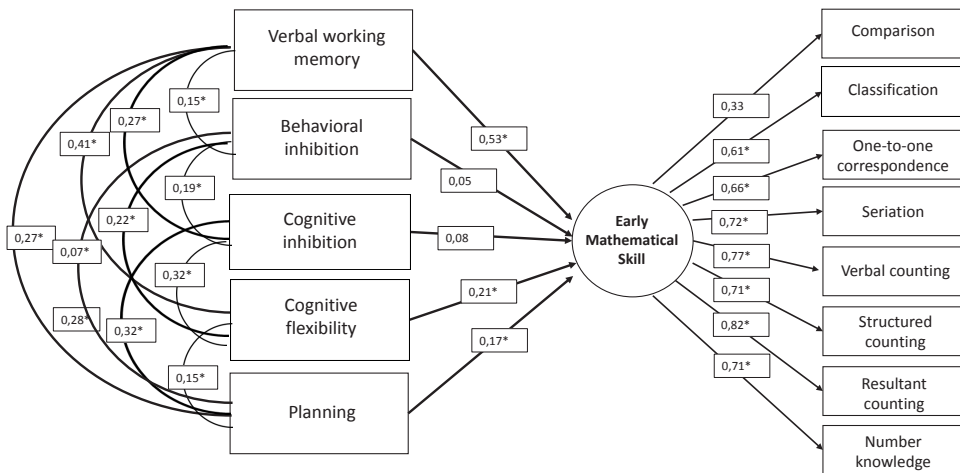 Verbal working
memory
Behavioral
inhibition
Cognitive
inhibition
Cognitive
flexibility
Planning
0,15*
0,27*
0,41*
0,19*
0,22*
0,27*
0,07*
0,32*
0,28*
0,32*
0,15*
0,53*
0,05
0,08
0,21*
0,17*
Early
Mathematical
Skill
0,33
0,61*
0,66*
0,72*
0,77*
0,71*
0,82*
0,71*
Comparison
Classification
One-to-one
correspondence
Seriation
Verbal counting
Structured
counting
Resultant
counting
Number
knowledge